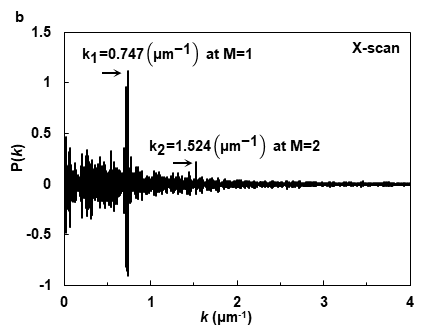 b
1.5
X-scan
k₁=0.747(µm⁻¹) at M=1
1
0.5
k₂=1.524(µm⁻¹) at M=2
P(k)
0
-0.5
-1
0 1 2 3 4
k (µm⁻¹)